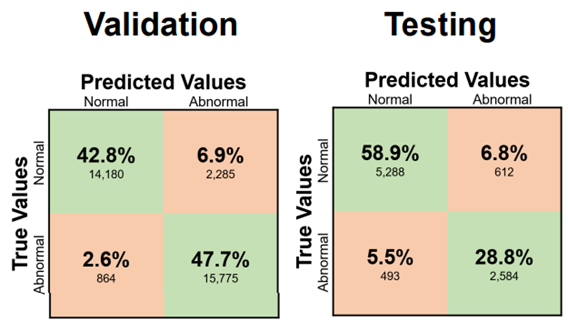 Validation
Predicted Values
Normal Abnormal
True Values
Normal
42.8% 6.9%
14,180 2,285
Abnormal
2.6% 47.7%
864 15,775
Testing
Predicted Values
Normal Abnormal
True Values
Normal
58.9% 6.8%
5,288 612
Abnormal
5.5% 28.8%
493 2,584